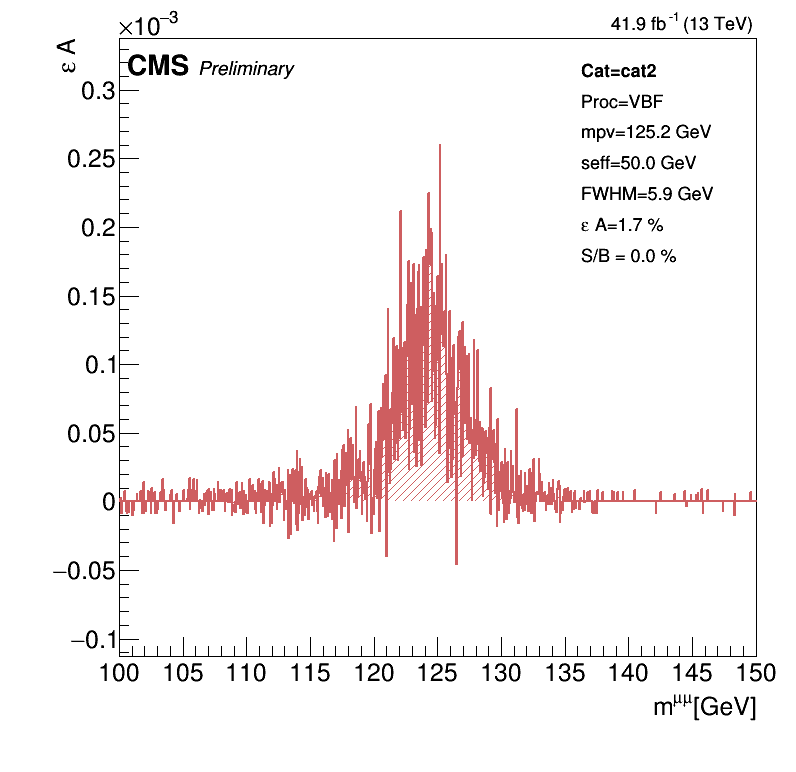 ×10⁻³
41.9 fb⁻¹ (13 TeV)
ε A
CMS Preliminary
Cat=cat2
Proc=VBF
mpv=125.2 GeV
seff=50.0 GeV
FWHM=5.9 GeV
ε A=1.7 %
S/B = 0.0 %
0.3
0.25
0.2
0.15
0.1
0.05
0
−0.05
−0.1
100 105 110 115 120 125 130 135 140 145 150
m^μμ[GeV]